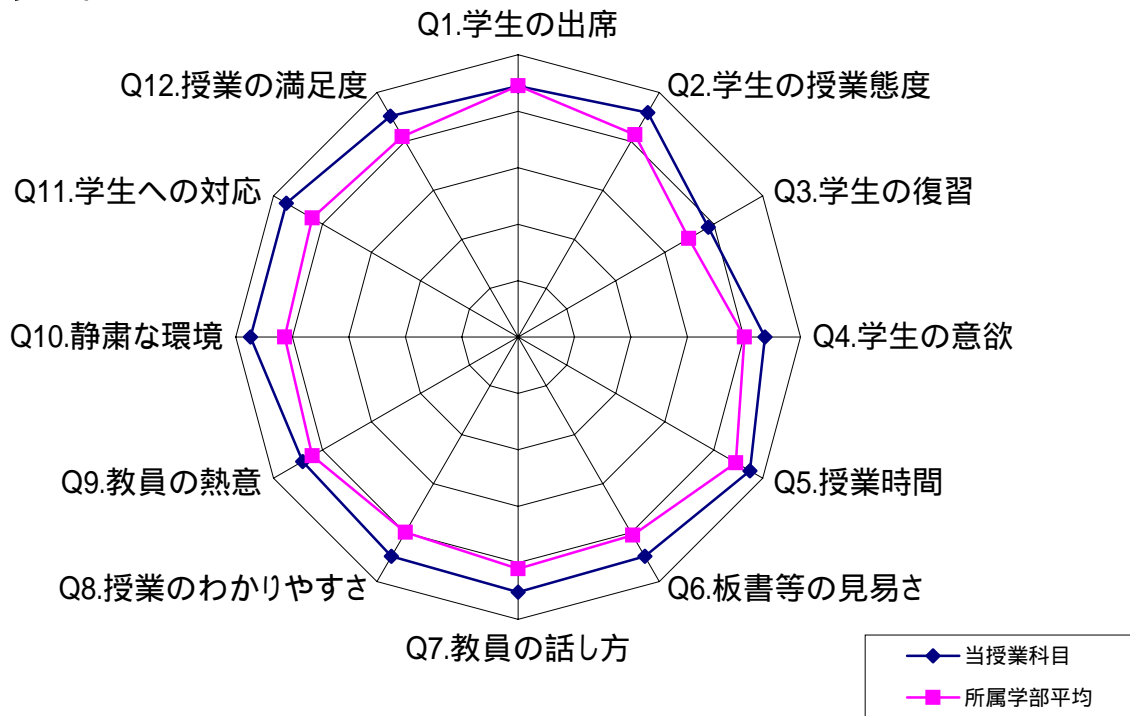 Q1.学生の出席
Q2.学生の授業態度
Q3.学生の復習
Q4.学生の意欲
Q5.授業時間
Q6.板書等の見易さ
Q7.教員の話し方
Q8.授業のわかりやすさ
Q9.教員の熱意
Q10.静粛な環境
Q11.学生への対応
Q12.授業の満足度
当授業科目
所属学部平均